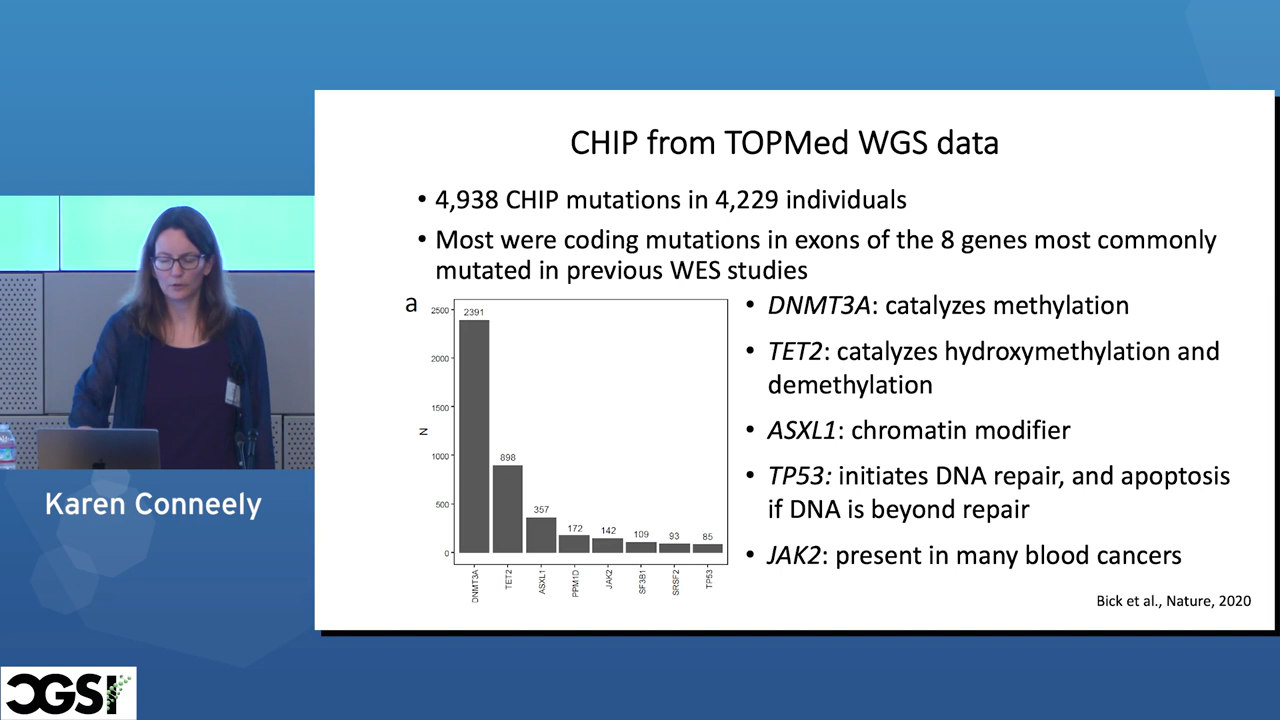 CHIP from TOPMed WGS data
• 4,938 CHIP mutations in 4,229 individuals
• Most were coding mutations in exons of the 8 genes most commonly
mutated in previous WES studies
a
N
2500
2000
1500
1000
500
0
2391
898
357
172
142
109
93
85
DNMT3A
TET2
ASXL1
PPM1D
JAK2
SF3B1
SRSF2
TP53
• DNMT3A: catalyzes methylation
• TET2: catalyzes hydroxymethylation and
demethylation
• ASXL1: chromatin modifier
• TP53: initiates DNA repair, and apoptosis
if DNA is beyond repair
• JAK2: present in many blood cancers
Bick et al., Nature, 2020
Karen Conneely
CGSI